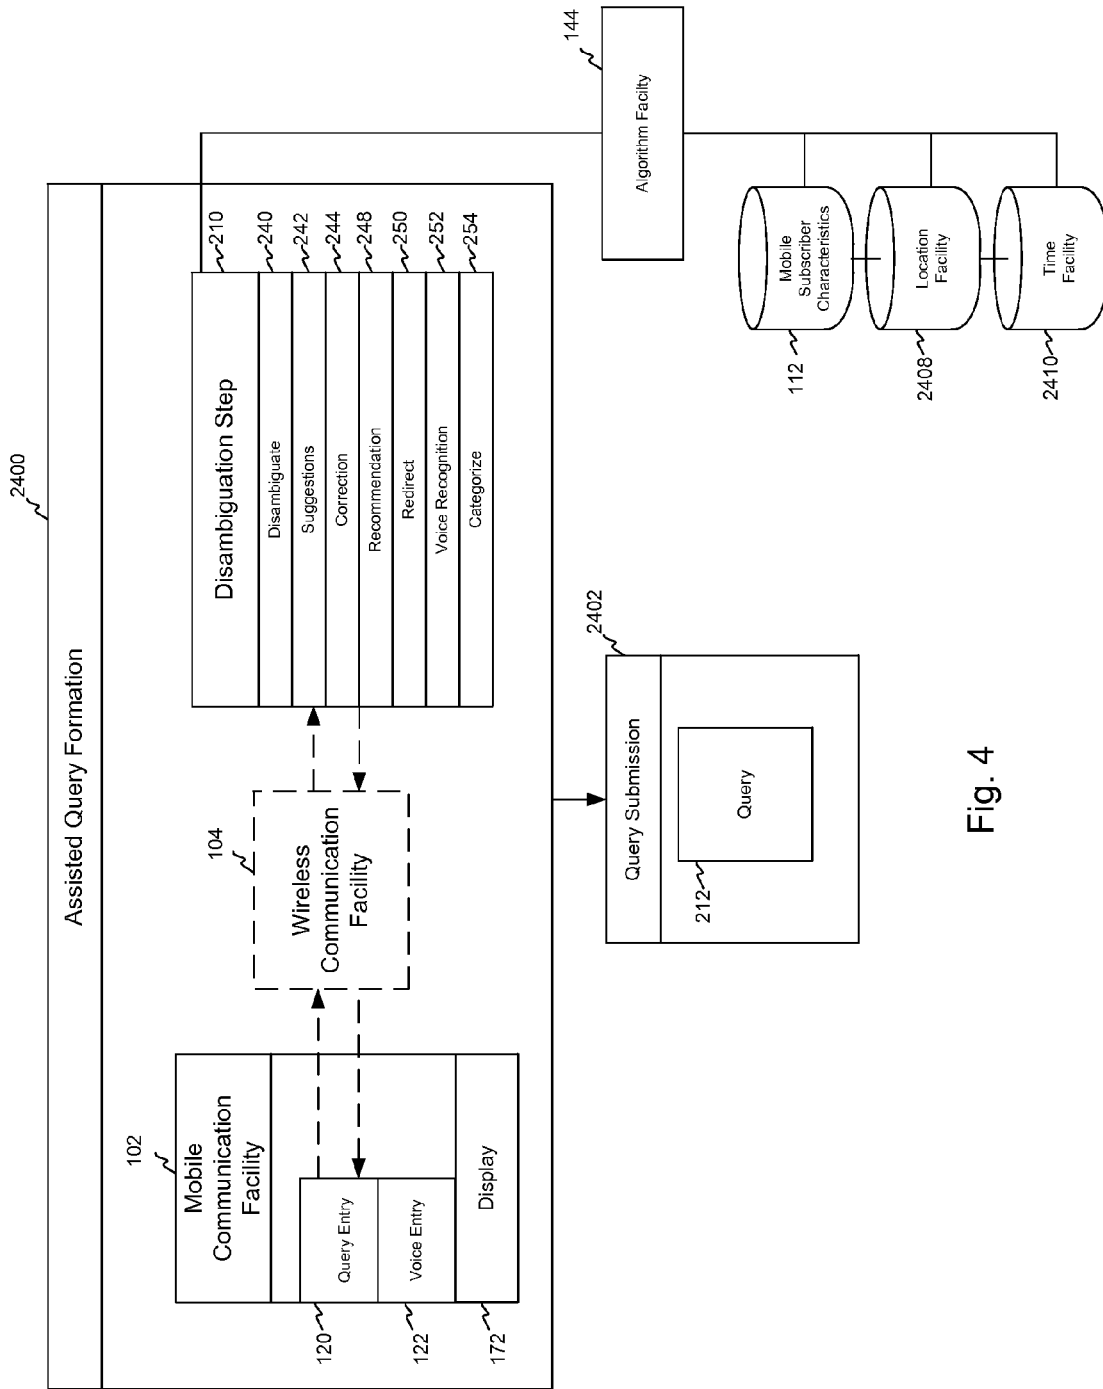 2400
Assisted Query Formation
102
Mobile
Communication
Facility
120
Query Entry
122
Voice Entry
172
Display
104
Wireless
Communication
Facility
Disambiguation Step
210
Disambiguate
240
Suggestions
242
Correction
244
Recommendation
248
Redirect
250
Voice Recognition
252
Categorize
254
2402
Query Submission
212
Query
144
Algorithm Facilty
112
Mobile
Subscriber
Characteristics
2408
Location
Facility
2410
Time
Facility
Fig. 4